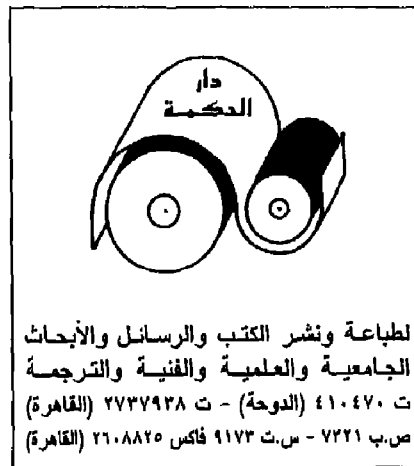 دار
الحكمة
لطباعة ونشر الكتب والرسائل والأبحاث
الجامعية والعلمية والفنية والترجمة
ت ٤١٠٤٧٠ (الدوحة) - ت ٢٧٣٧٩٣٨ (القاهرة)
ص.ب ٧٣٢١ - س.ت ٩١٧٣ فاكس ٢٦٠٨٨٢٥ (القاهرة)